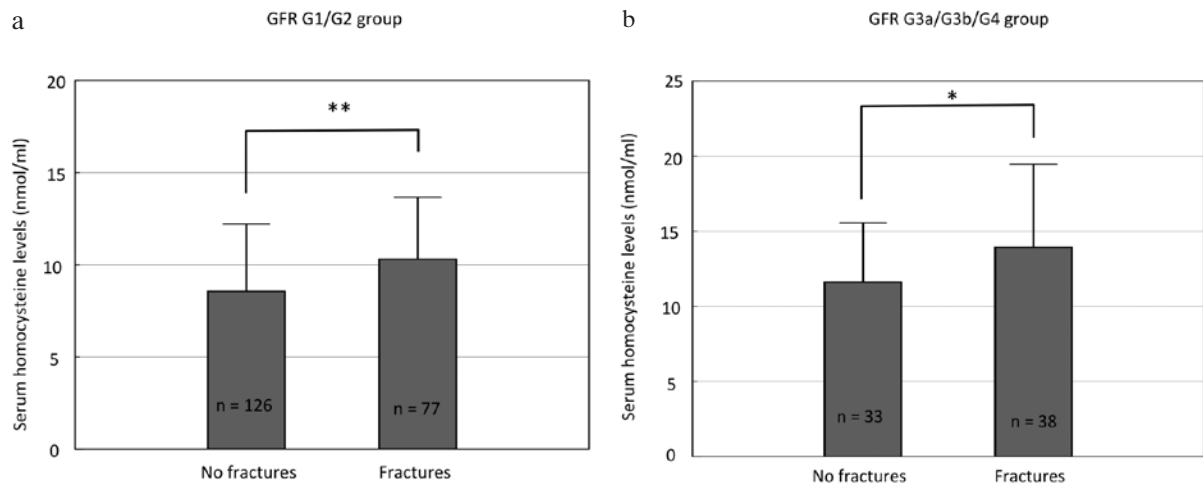 a
GFR G1/G2 group
Serum homocysteine levels (nmol/ml)
20
15
10
5
0
**
n = 126
n = 77
No fractures
Fractures
b
GFR G3a/G3b/G4 group
Serum homocysteine levels (nmol/ml)
25
20
15
10
5
0
*
n = 33
n = 38
No fractures
Fractures